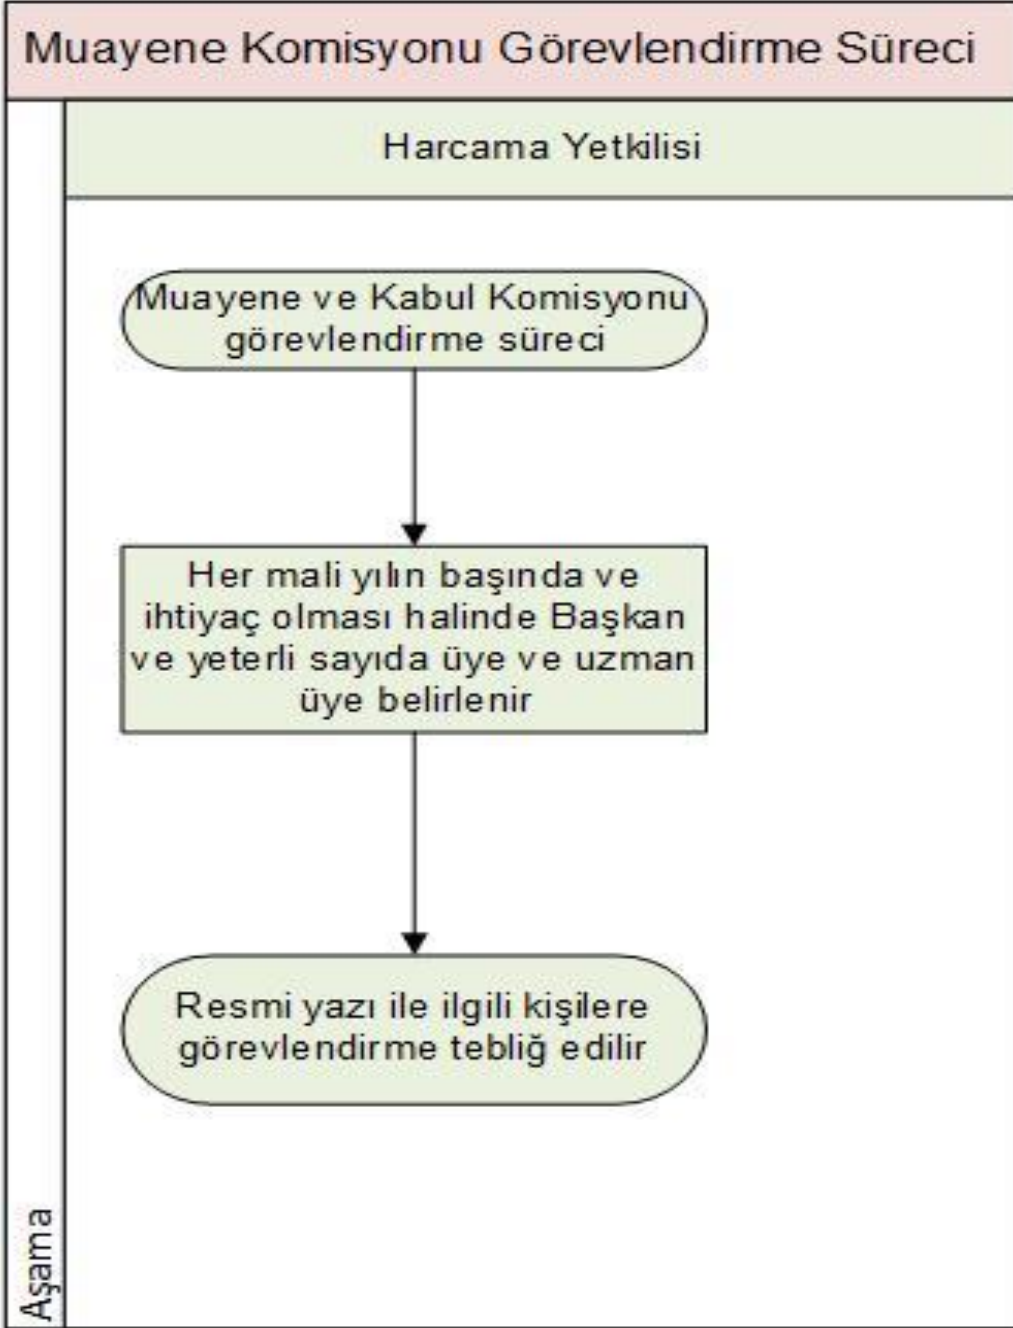 Muayene Komisyonu Görevlendirme Süreci
Harcama Yetkilisi
Muayene ve Kabul Komisyonu
görevlendirme süreci
Her mali yılın başında ve
ihtiyaç olması halinde Başkan
ve yeterli sayıda üye ve uzman
üye belirlenir
Resmi yazı ile ilgili kişilere
görevlendirme tebliğ edilir
Aşama